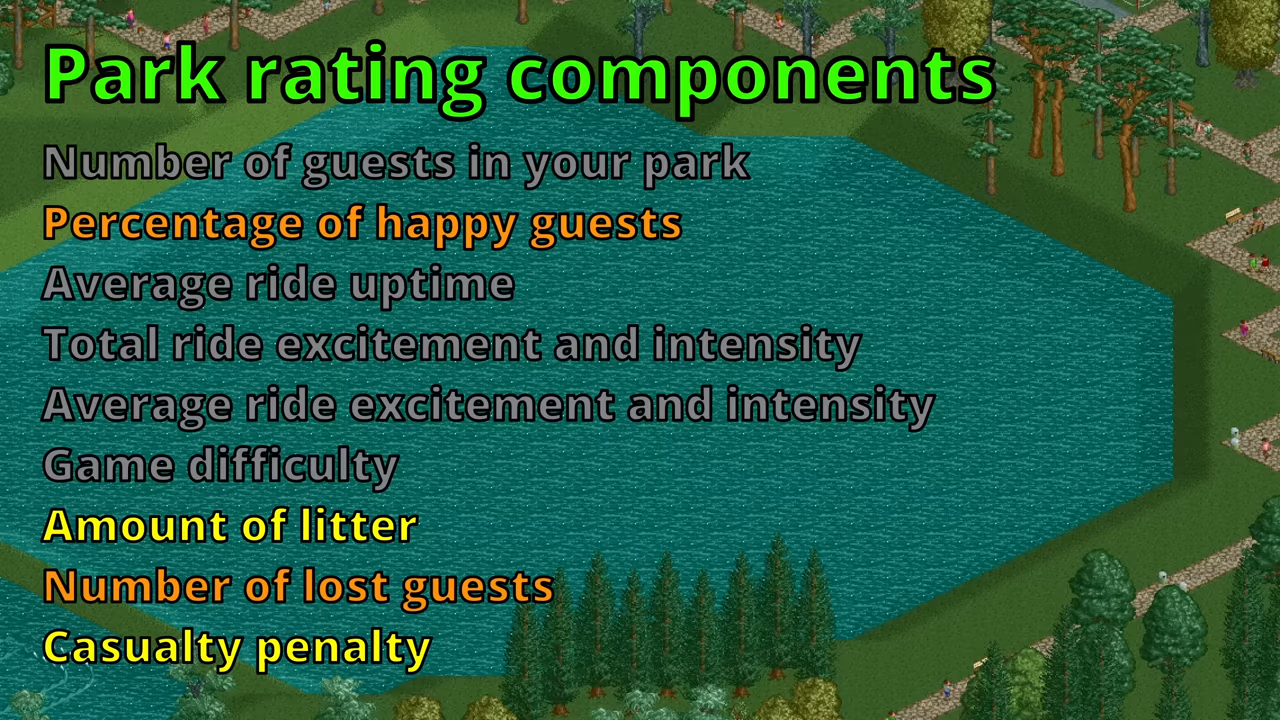 Park rating components
Number of guests in your park
Percentage of happy guests
Average ride uptime
Total ride excitement and intensity
Average ride excitement and intensity
Game difficulty
Amount of litter
Number of lost guests
Casualty penalty